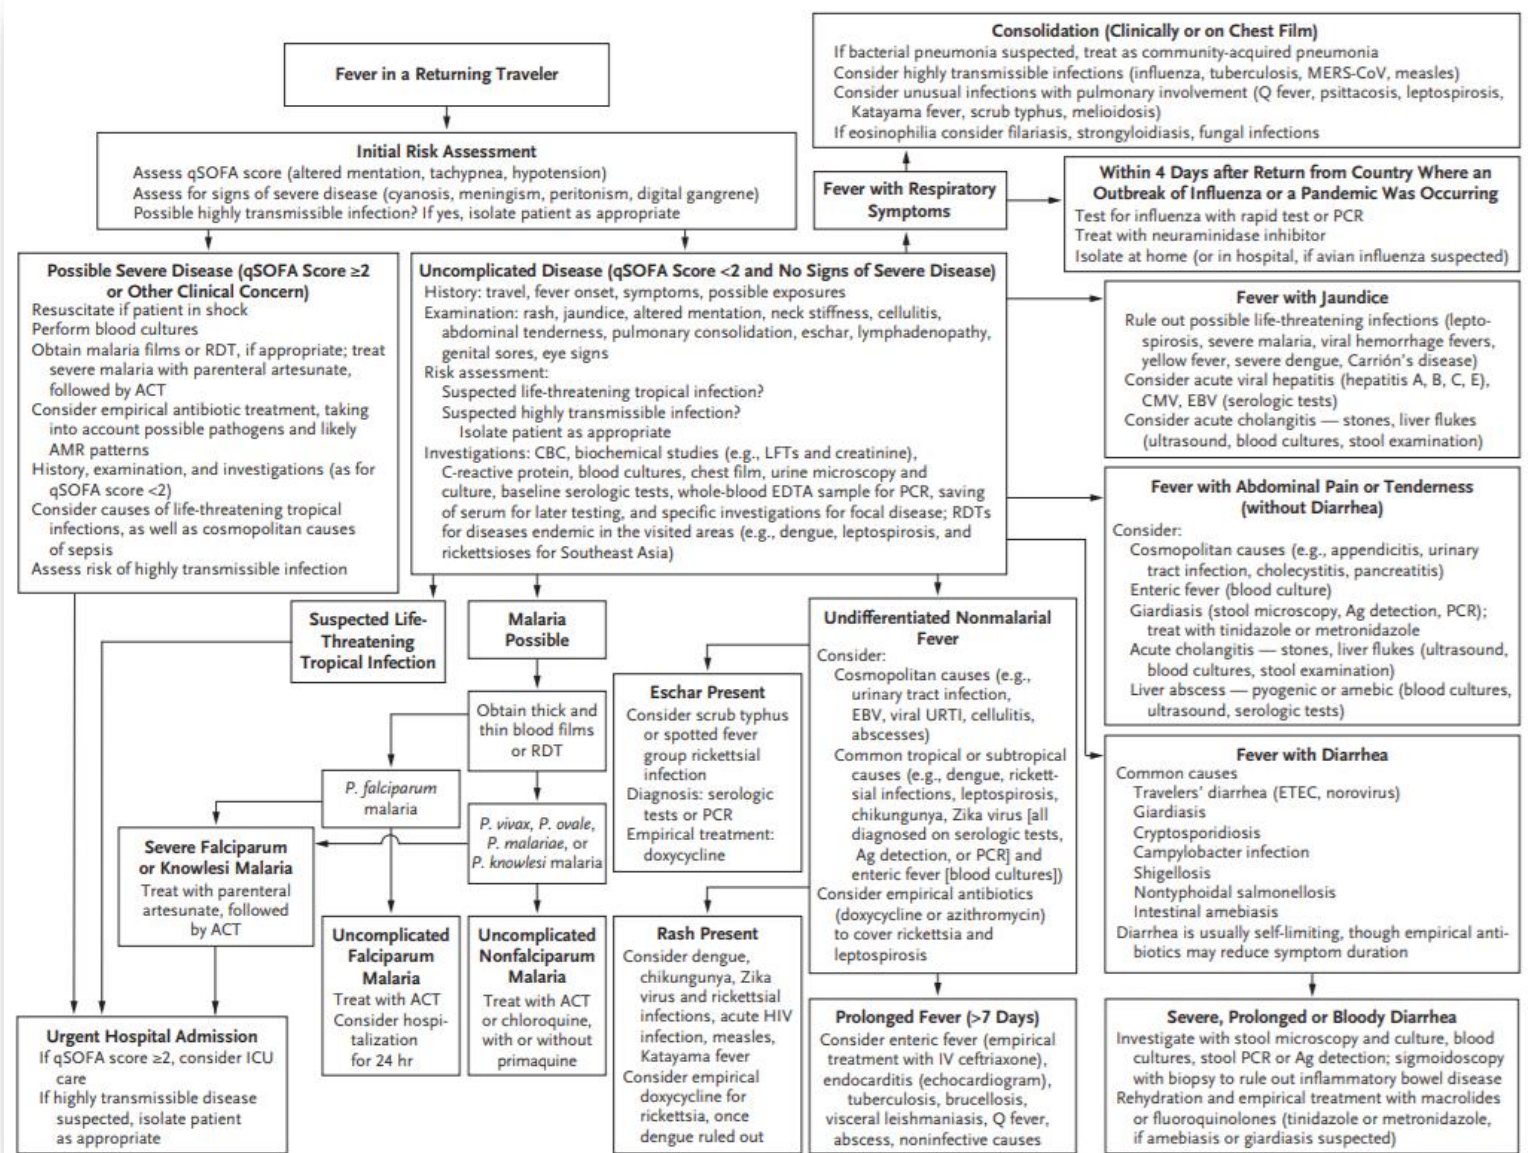 Fever in a Returning Traveler
Initial Risk Assessment
Assess qSOFA score (altered mentation, tachypnea, hypotension)
Assess for signs of severe disease (cyanosis, meningism, peritonism, digital gangrene)
Possible highly transmissible infection? If yes, isolate patient as appropriate
Possible Severe Disease (qSOFA Score ≥2
or Other Clinical Concern)
Resuscitate if patient in shock
Perform blood cultures
Obtain malaria films or RDT, if appropriate; treat
severe malaria with parenteral artesunate,
followed by ACT
Consider empirical antibiotic treatment, taking
into account possible pathogens and likely
AMR patterns
History, examination, and investigations (as for
qSOFA score <2)
Consider causes of life-threatening tropical
infections, as well as cosmopolitan causes
of sepsis
Assess risk of highly transmissible infection
Uncomplicated Disease (qSOFA Score <2 and No Signs of Severe Disease)
History: travel, fever onset, symptoms, possible exposures
Examination: rash, jaundice, altered mentation, neck stiffness, cellulitis,
abdominal tenderness, pulmonary consolidation, eschar, lymphadenopathy,
genital sores, eye signs
Risk assessment:
Suspected life-threatening tropical infection?
Suspected highly transmissible infection?
Isolate patient as appropriate
Investigations: CBC, biochemical studies (e.g., LFTs and creatinine),
C-reactive protein, blood cultures, chest film, urine microscopy and
culture, baseline serologic tests, whole-blood EDTA sample for PCR, saving
of serum for later testing, and specific investigations for focal disease; RDTs
for diseases endemic in the visited areas (e.g., dengue, leptospirosis, and
rickettsioses for Southeast Asia)
Fever with Respiratory
Symptoms
Consolidation (Clinically or on Chest Film)
If bacterial pneumonia suspected, treat as community-acquired pneumonia
Consider highly transmissible infections (influenza, tuberculosis, MERS-CoV, measles)
Consider unusual infections with pulmonary involvement (Q fever, psittacosis, leptospirosis,
Katayama fever, scrub typhus, melioidosis)
If eosinophilia consider filariasis, strongyloidiasis, fungal infections
Within 4 Days after Return from Country Where an
Outbreak of Influenza or a Pandemic Was Occurring
Test for influenza with rapid test or PCR
Treat with neuraminidase inhibitor
Isolate at home (or in hospital, if avian influenza suspected)
Fever with Jaundice
Rule out possible life-threatening infections (lepto-
spirosis, severe malaria, viral hemorrhage fevers,
yellow fever, severe dengue, Carrión's disease)
Consider acute viral hepatitis (hepatitis A, B, C, E),
CMV, EBV (serologic tests)
Consider acute cholangitis — stones, liver flukes
(ultrasound, blood cultures, stool examination)
Fever with Abdominal Pain or Tenderness
(without Diarrhea)
Consider:
Cosmopolitan causes (e.g., appendicitis, urinary
tract infection, cholecystitis, pancreatitis)
Enteric fever (blood culture)
Giardiasis (stool microscopy, Ag detection, PCR);
treat with tinidazole or metronidazole
Acute cholangitis — stones, liver flukes (ultrasound,
blood cultures, stool examination)
Liver abscess — pyogenic or amebic (blood cultures,
ultrasound, serologic tests)
Fever with Diarrhea
Common causes
Travelers' diarrhea (ETEC, norovirus)
Giardiasis
Cryptosporidiosis
Campylobacter infection
Shigellosis
Nontyphoidal salmonellosis
Intestinal amebiasis
Diarrhea is usually self-limiting, though empirical anti-
biotics may reduce symptom duration
Severe, Prolonged or Bloody Diarrhea
Investigate with stool microscopy and culture, blood
cultures, stool PCR or Ag detection; sigmoidoscopy
with biopsy to rule out inflammatory bowel disease
Rehydration and empirical treatment with macrolides
or fluoroquinolones (tinidazole or metronidazole,
if amebiasis or giardiasis suspected)
Suspected Life-
Threatening
Tropical Infection
Malaria
Possible
Obtain thick and
thin blood films
or RDT
P. falciparum
malaria
P. vivax, P. ovale,
P. malariae, or
P. knowlesi malaria
Severe Falciparum
or Knowlesi Malaria
Treat with parenteral
artesunate, followed
by ACT
Uncomplicated
Falciparum
Malaria
Treat with ACT
Consider hospi-
talization
for 24 hr
Uncomplicated
Nonfalciparum
Malaria
Treat with ACT
or chloroquine,
with or without
primaquine
Urgent Hospital Admission
If qSOFA score ≥2, consider ICU
care
If highly transmissible disease
suspected, isolate patient
as appropriate
Undifferentiated Nonmalarial
Fever
Consider:
Cosmopolitan causes (e.g.,
urinary tract infection,
EBV, viral URTI, cellulitis,
abscesses)
Common tropical or subtropical
causes (e.g., dengue, rickett-
sial infections, leptospirosis,
chikungunya, Zika virus [all
diagnosed on serologic tests,
Ag detection, or PCR] and
enteric fever [blood cultures])
Consider empirical antibiotics
(doxycycline or azithromycin)
to cover rickettsia and
leptospirosis
Eschar Present
Consider scrub typhus
or spotted fever
group rickettsial
infection
Diagnosis: serologic
tests or PCR
Empirical treatment:
doxycycline
Rash Present
Consider dengue,
chikungunya, Zika
virus and rickettsial
infections, acute HIV
infection, measles,
Katayama fever
Consider empirical
doxycycline for
rickettsia, once
dengue ruled out
Prolonged Fever (>7 Days)
Consider enteric fever (empirical
treatment with IV ceftriaxone),
endocarditis (echocardiogram),
tuberculosis, brucellosis,
visceral leishmaniasis, Q fever,
abscess, noninfective causes